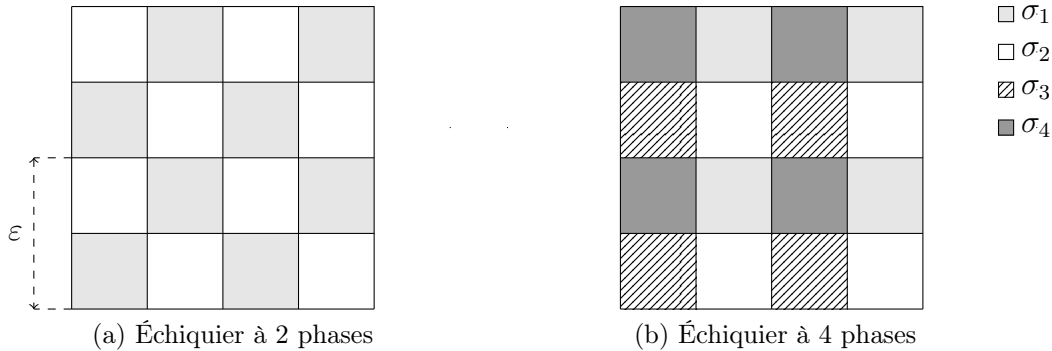 σ1
σ2
σ3
σ4
ε
(a) Échiquier à 2 phases
(b) Échiquier à 4 phases